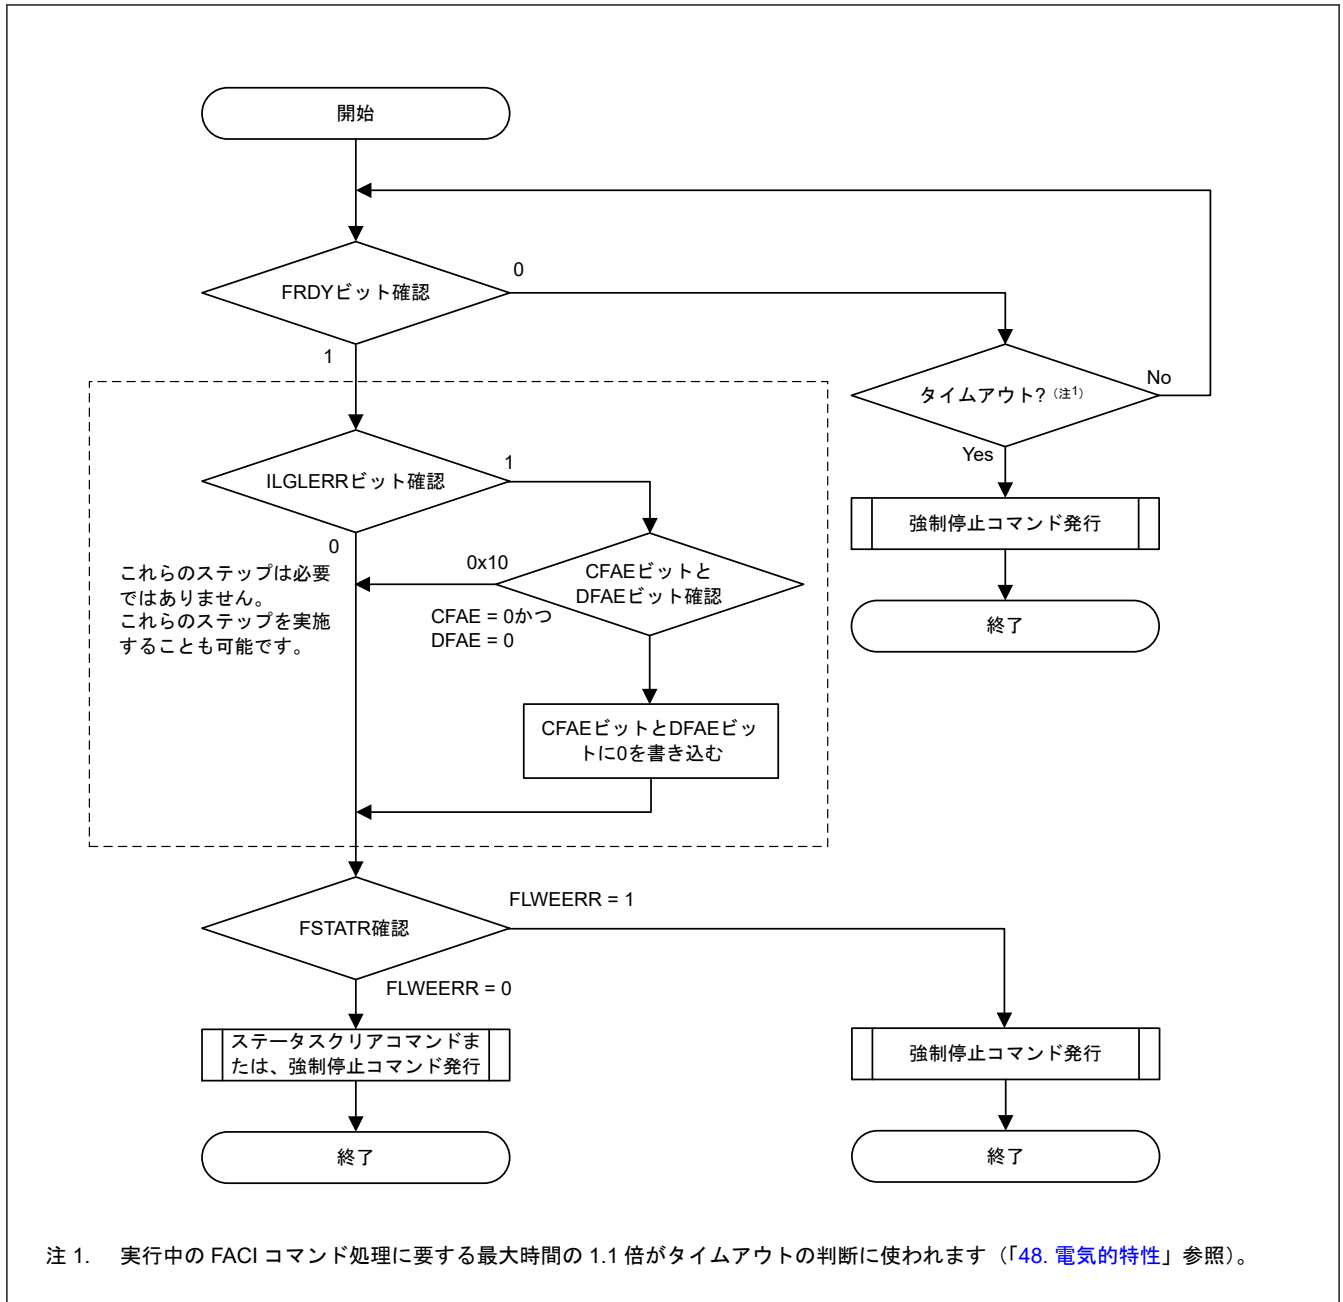 開始
FRDYビット確認
0
1
タイムアウト? (注1)
No
Yes
強制停止コマンド発行
終了
ILGLERRビット確認
1
0
これらのステップは必要
ではありません。
これらのステップを実施
することも可能です。
0x10
CFAE = 0かつ
DFAE = 0
CFAEビットと
DFAEビット確認
CFAEビットとDFAEビッ
トに0を書き込む
FSTATR確認
FLWEERR = 1
FLWEERR = 0
ステータスクリアコマンドま
たは、強制停止コマンド発行
終了
強制停止コマンド発行
終了
注 1. 実行中の FACI コマンド処理に要する最大時間の 1.1 倍がタイムアウトの判断に使われます（「48. 電気的特性」参照）。